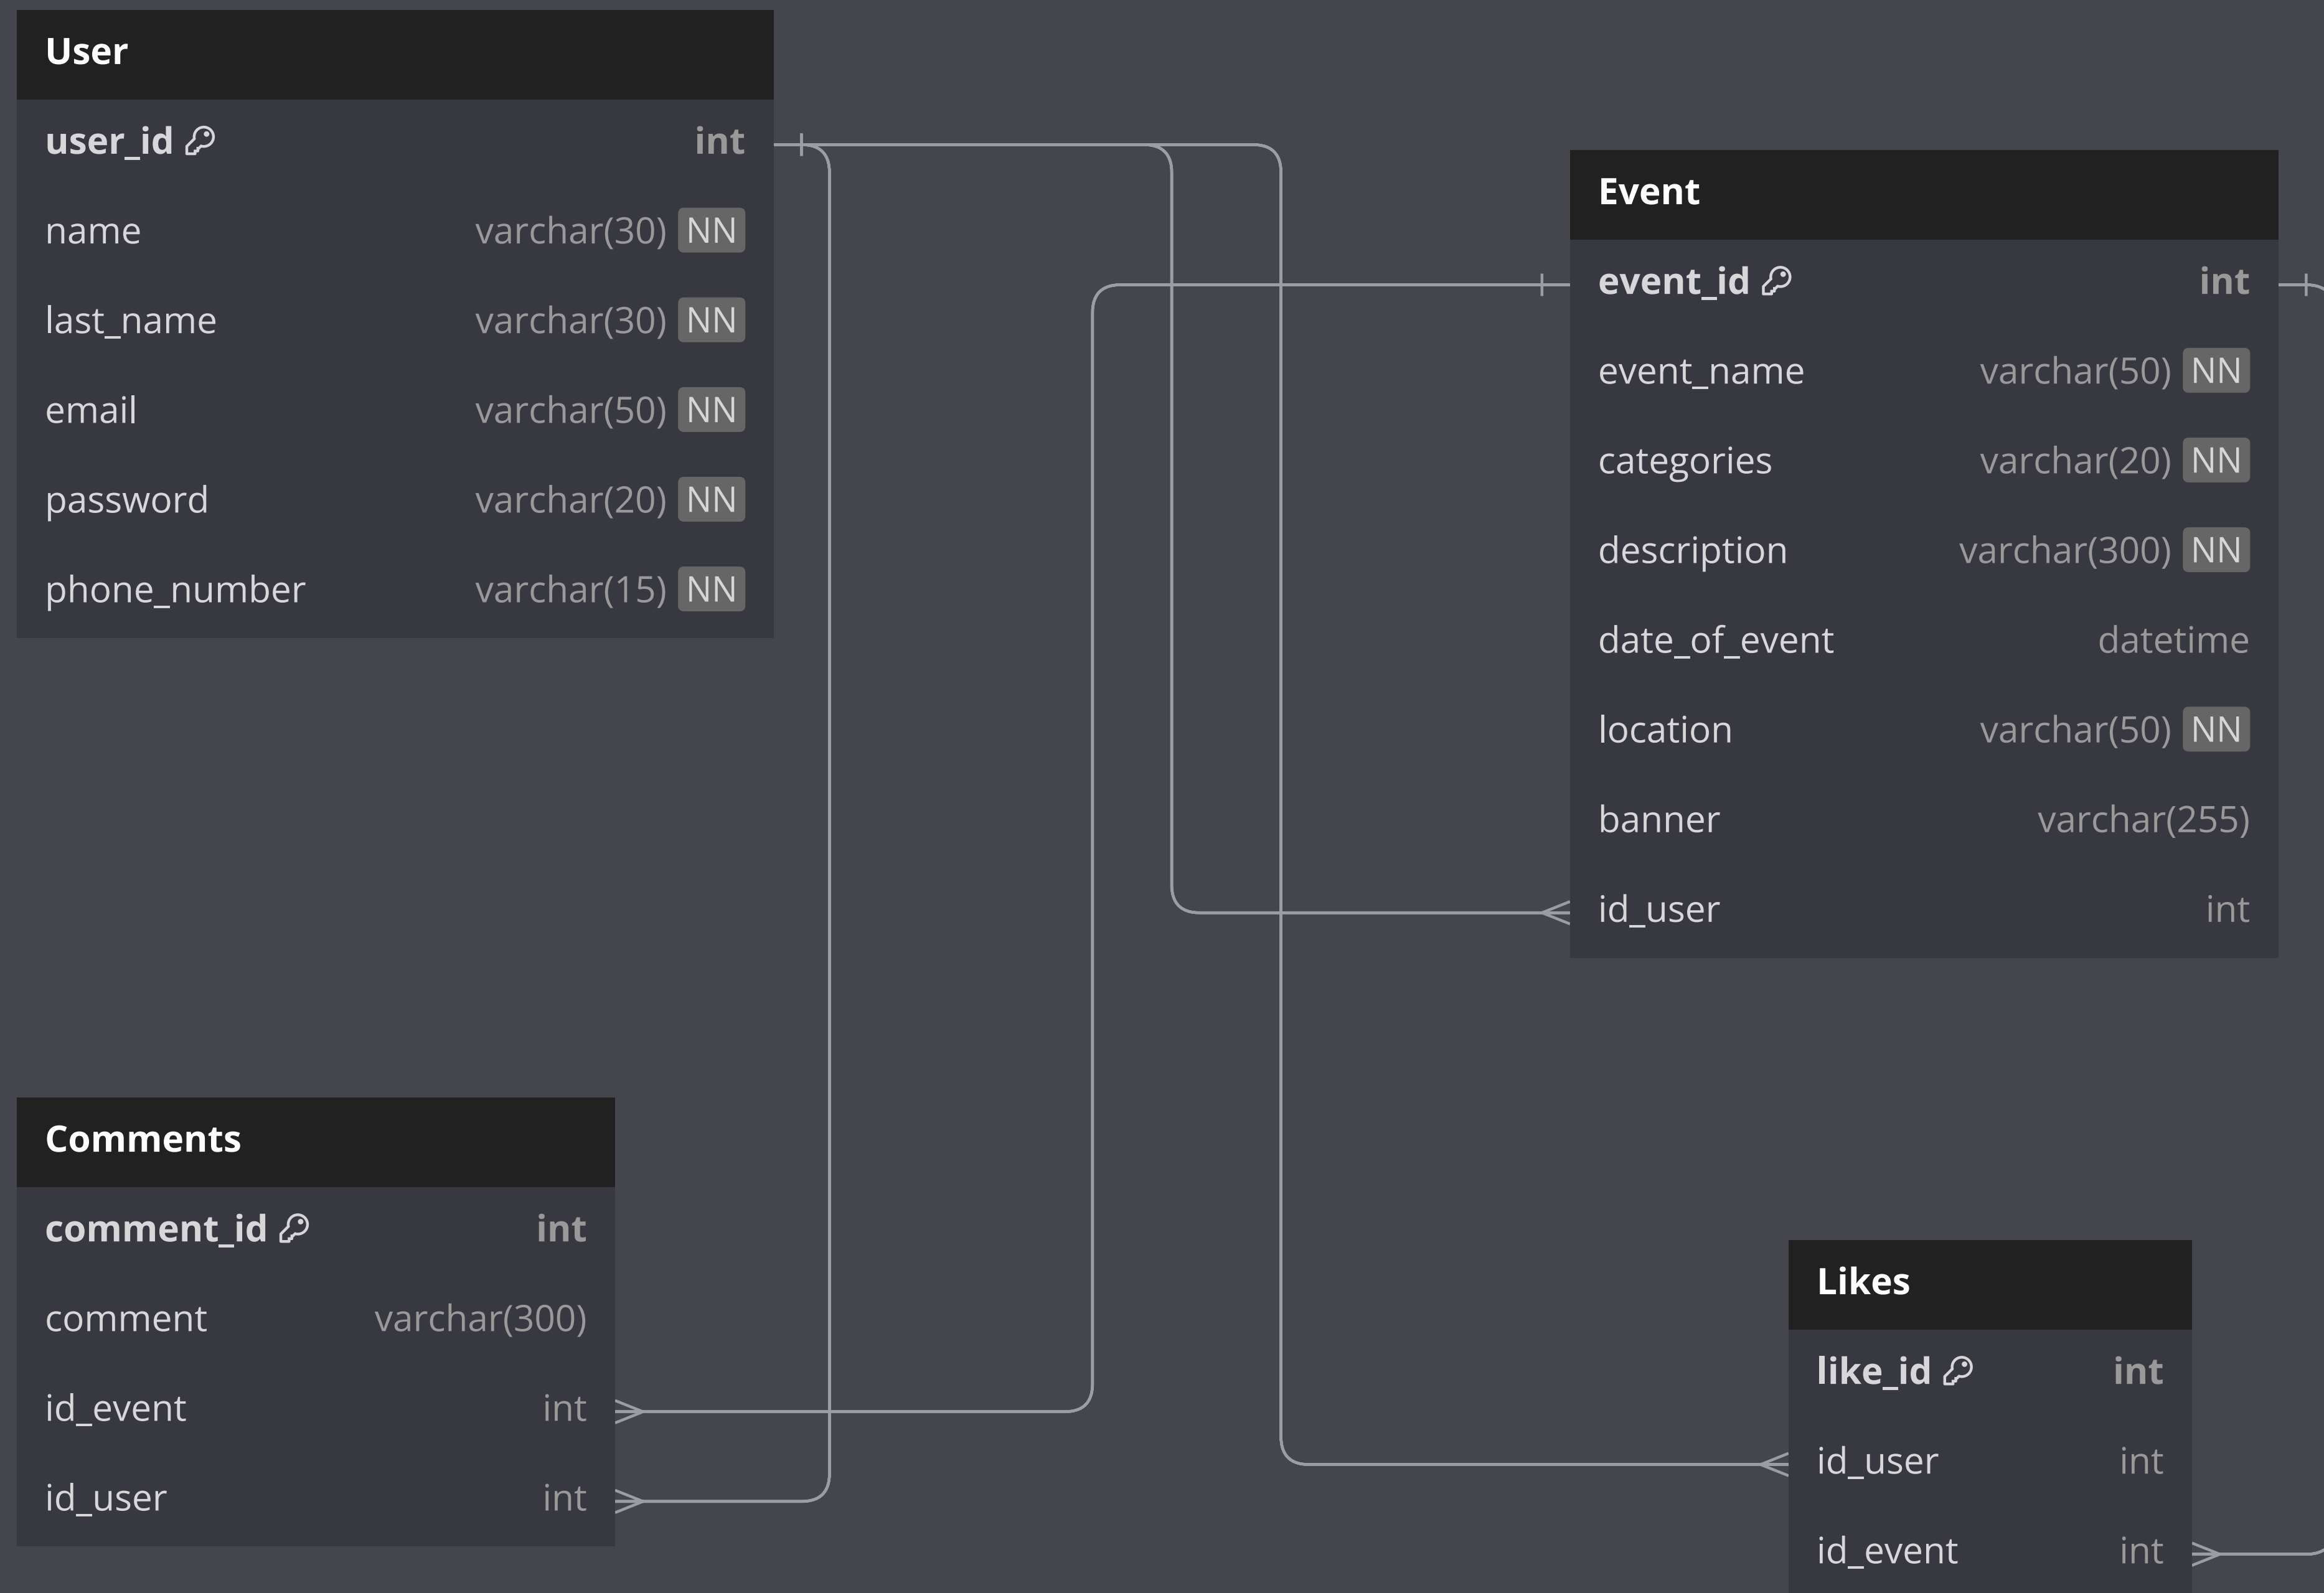 User
user_id int
name varchar(30) NN
last_name varchar(30) NN
email varchar(50) NN
password varchar(20) NN
phone_number varchar(15) NN
Event
event_id int
event_name varchar(50) NN
categories varchar(20) NN
description varchar(300) NN
date_of_event datetime
location varchar(50) NN
banner varchar(255)
id_user int
Comments
comment_id int
comment varchar(300)
id_event int
id_user int
Likes
like_id int
id_user int
id_event int